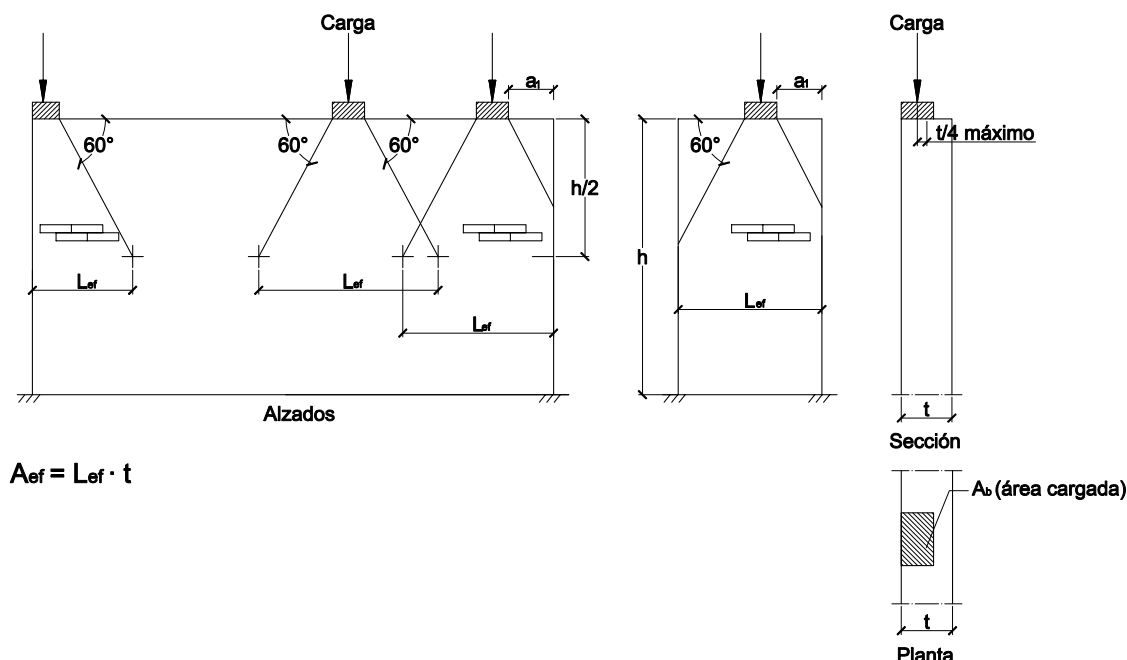 Carga
Carga
a₁
a₁
t/4 máximo
60°
60°
60°
60°
h/2
h
Lef
Lef
Lef
Lef
t
Alzados
Sección
Aef = Lef · t
Ab (área cargada)
t
Planta